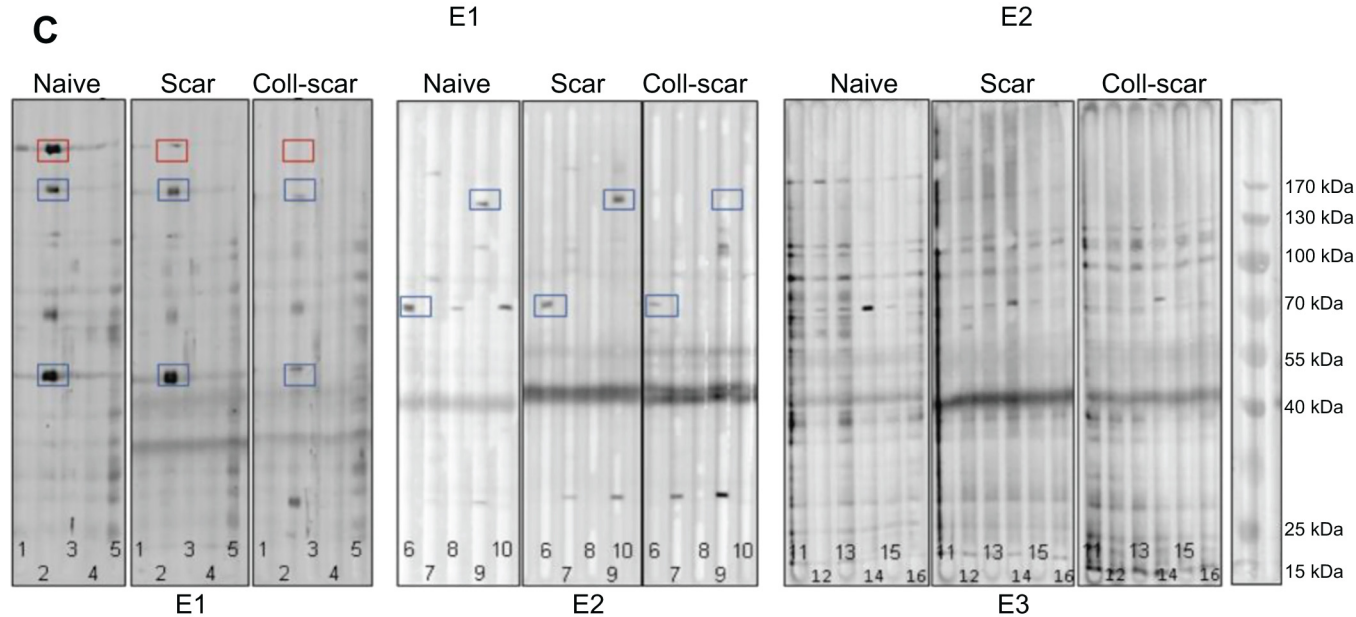 C
E1 E2
Naive Scar Coll-scar Naive Scar Coll-scar Naive Scar Coll-scar
170 kDa
130 kDa
100 kDa
70 kDa
55 kDa
40 kDa
25 kDa
15 kDa
1 3 5 1 3 5 1 3 5 6 8 10 6 8 10 6 8 10 11 13 15 11 13 15 11 13 15
2 4 2 4 2 4 7 9 7 9 7 9 12 14 16 12 14 16 12 14 16
E1 E2 E3